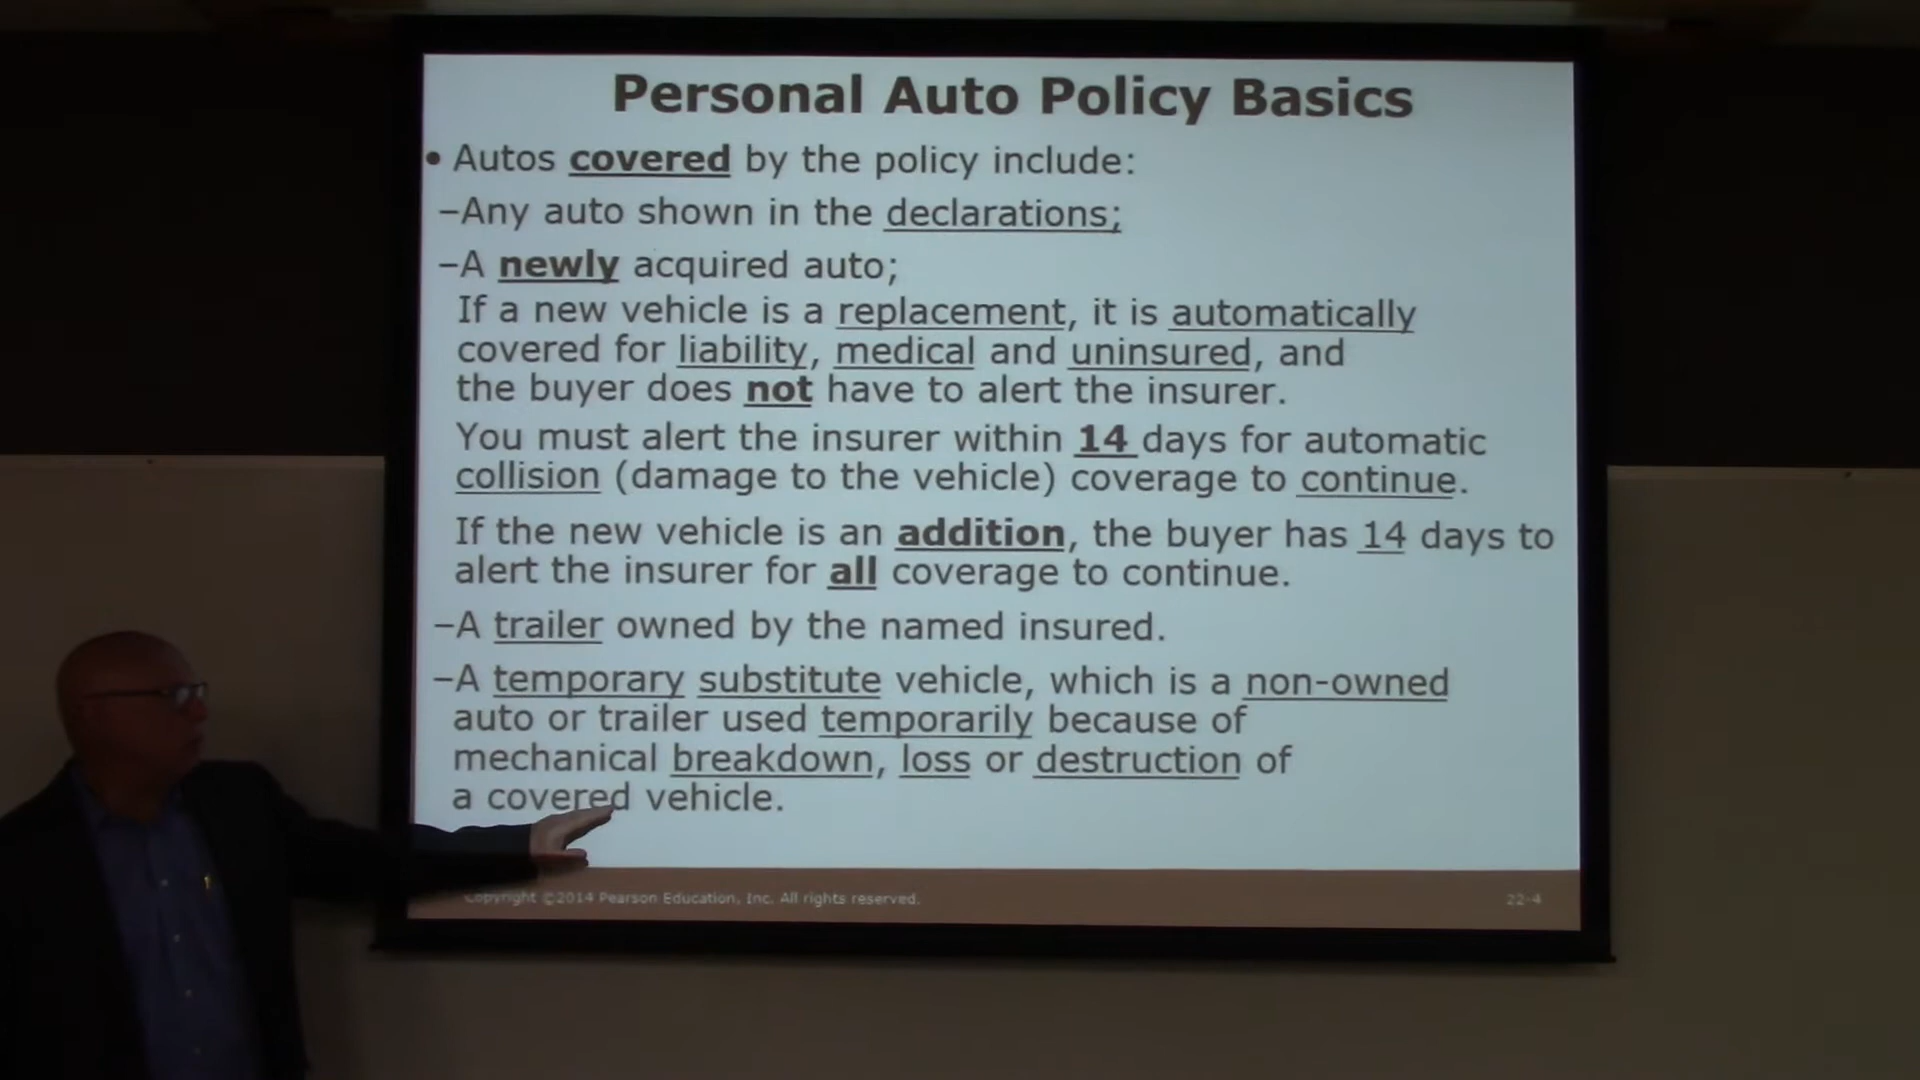 Personal Auto Policy Basics
• Autos covered by the policy include:
–Any auto shown in the declarations;
–A newly acquired auto;
If a new vehicle is a replacement, it is automatically
covered for liability, medical and uninsured, and
the buyer does not have to alert the insurer.
You must alert the insurer within 14 days for automatic
collision (damage to the vehicle) coverage to continue.
If the new vehicle is an addition, the buyer has 14 days to
alert the insurer for all coverage to continue.
–A trailer owned by the named insured.
–A temporary substitute vehicle, which is a non-owned
auto or trailer used temporarily because of
mechanical breakdown, loss or destruction of
a covered vehicle.
Copyright ©2014 Pearson Education, Inc. All rights reserved.
22-4